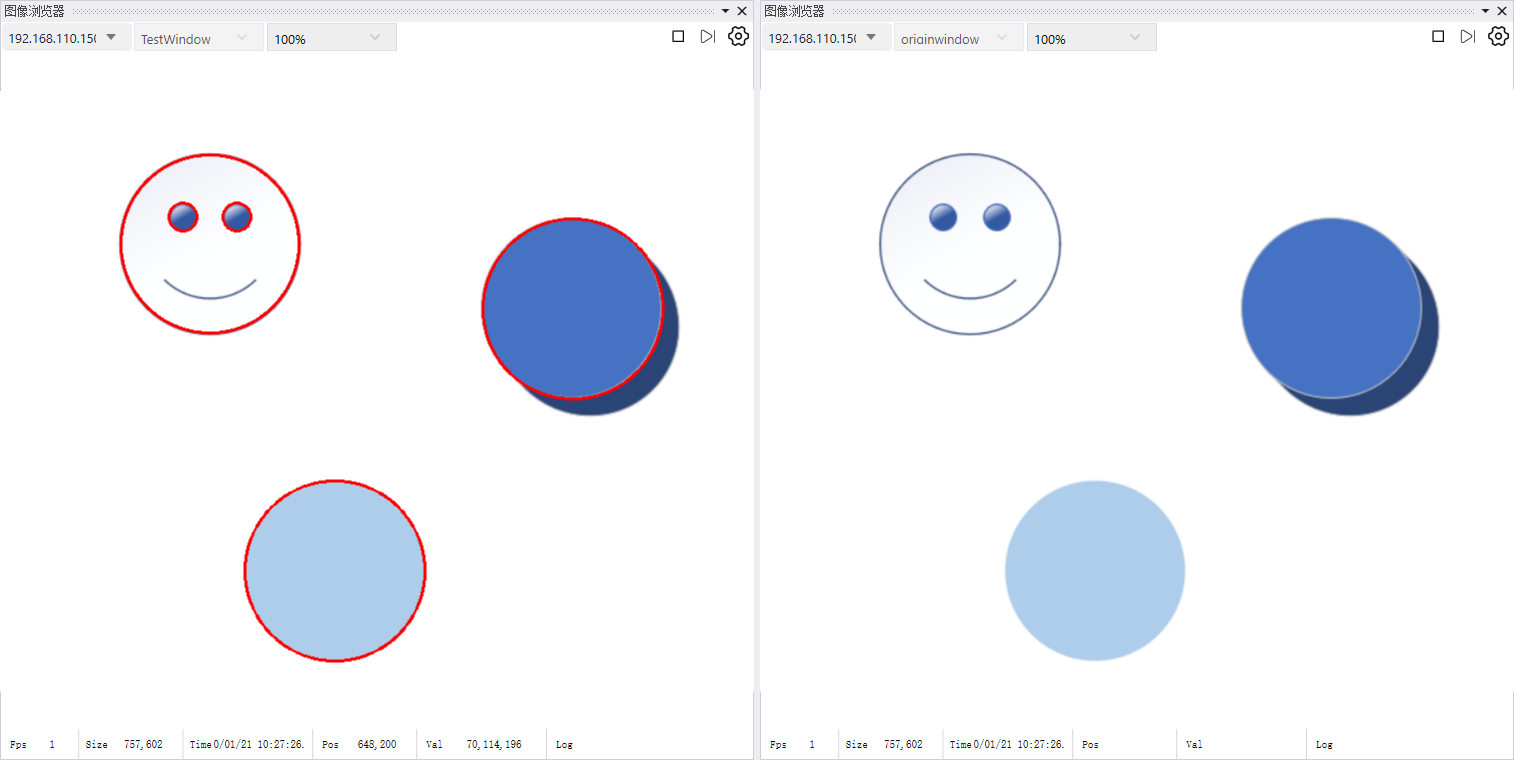 图像浏览器
192.168.110.150 TestWindow 100%
Fps 1 Size 757,602 Time 0/01/21 10:27:26. Pos 648,200 Val 70,114,196 Log
图像浏览器
192.168.110.150 originwindow 100%
Fps 1 Size 757,602 Time 0/01/21 10:27:26. Pos Val Log